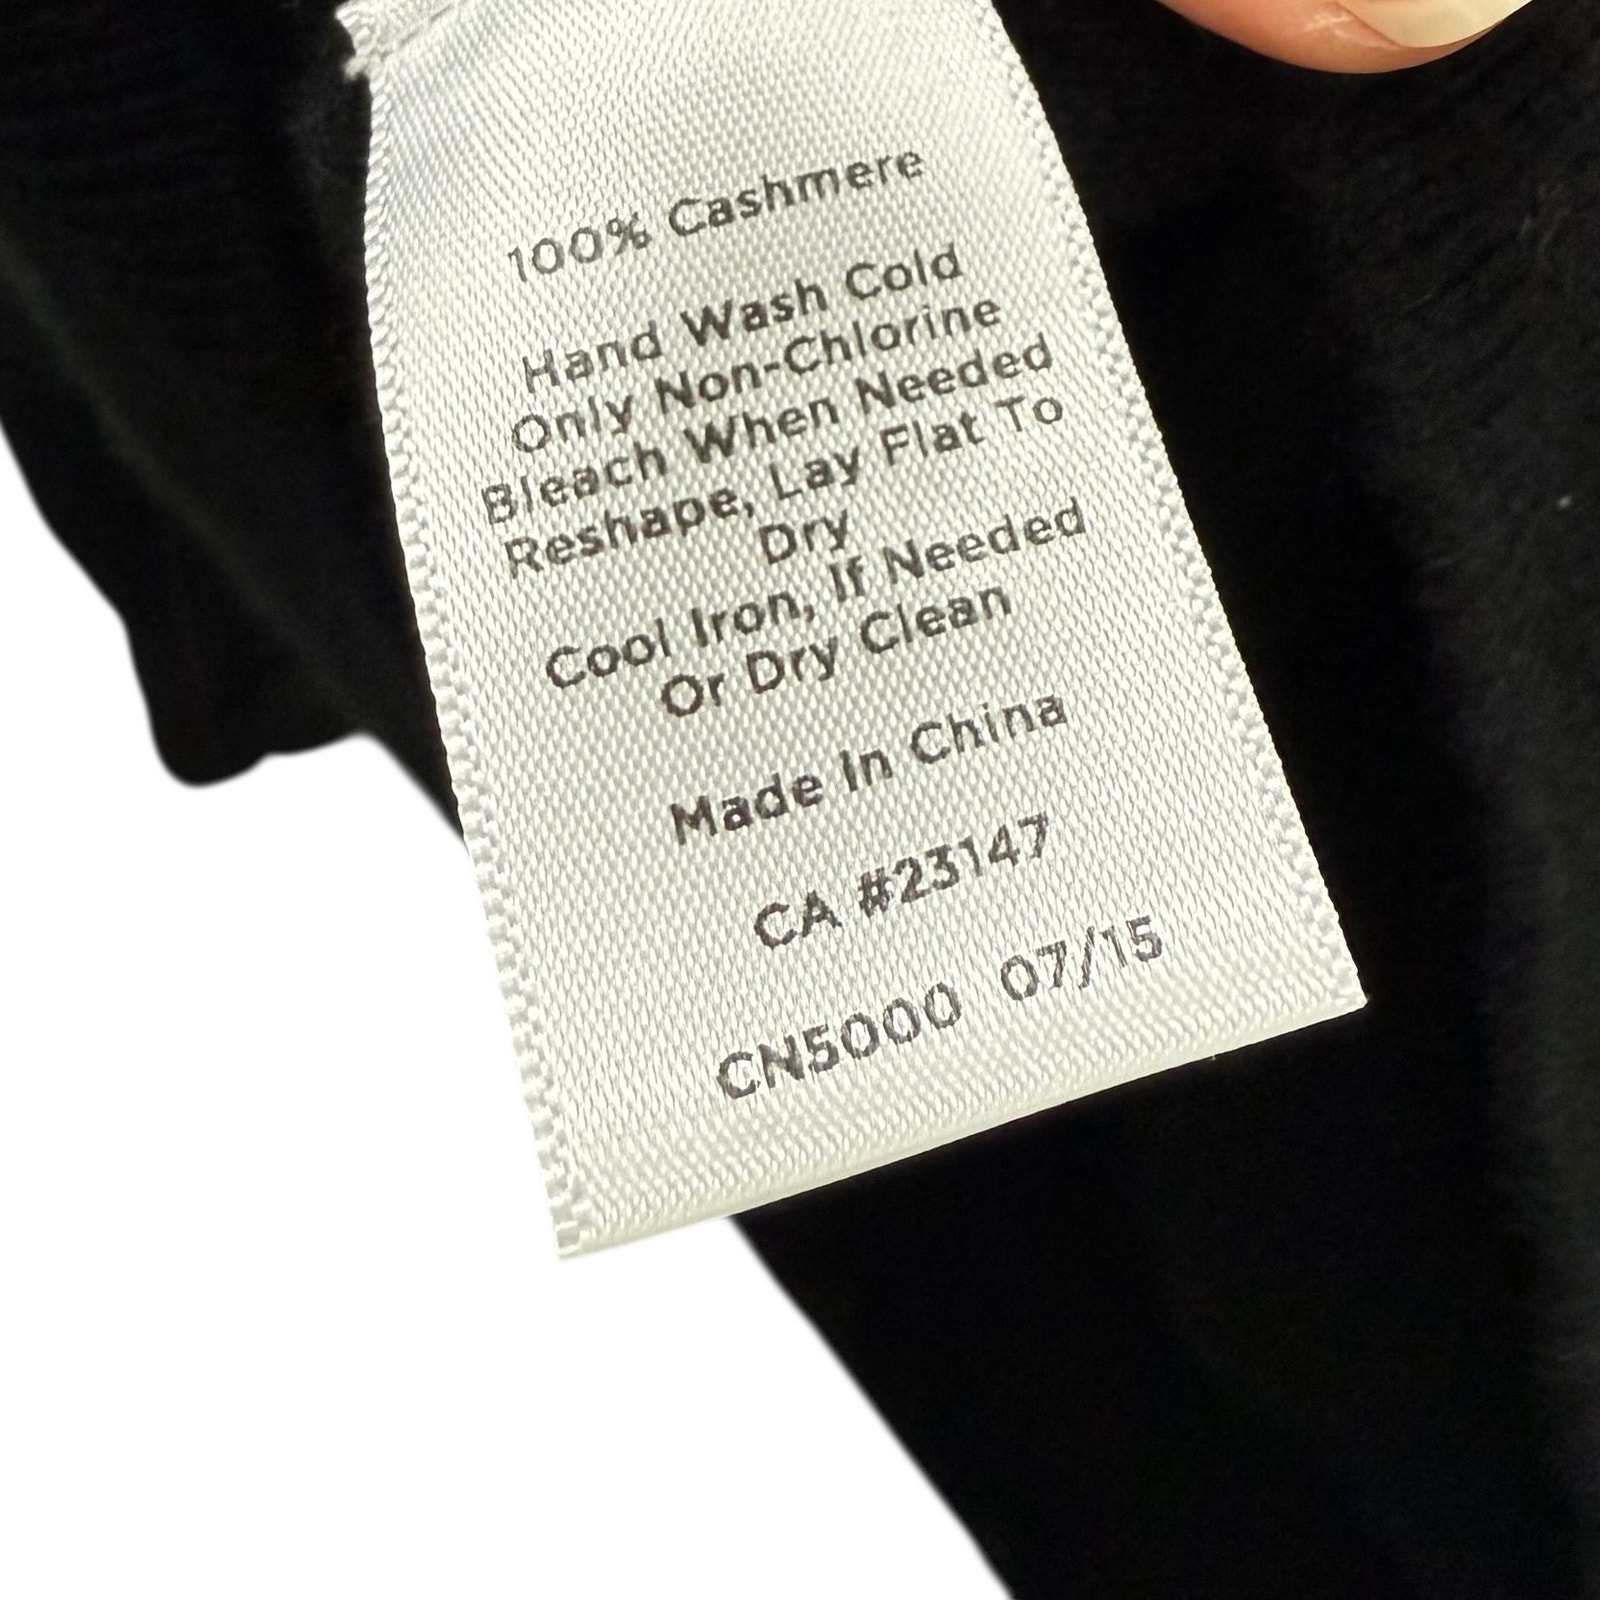 100% Cashmere
Hand Wash Cold
Only Non-Chlorine
Bleach When Needed
Reshape, Lay Flat To
Dry
Cool Iron, If Needed
Or Dry Clean
Made In China
CA #23147
CN5000 07/15